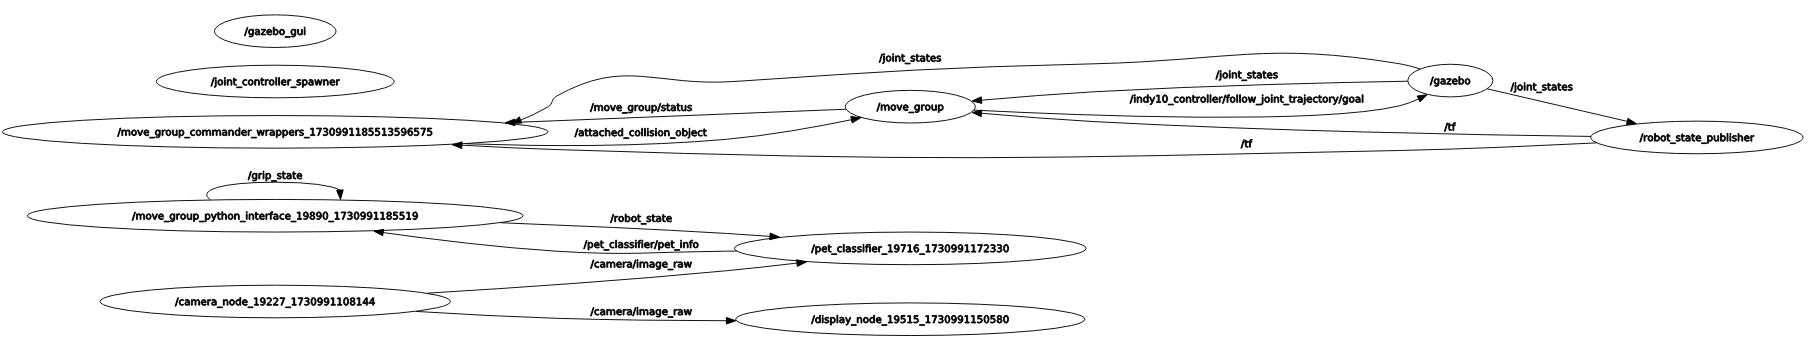 /gazebo_gui
/joint_states
/joint_controller_spawner
/joint_states
/gazebo
/joint_states
/move_group/status
/move_group
/indy10_controller/follow_joint_trajectory/goal
/move_group_commander_wrappers_1730991185513596575
/attached_collision_object
/tf
/robot_state_publisher
/tf
/grip_state
/move_group_python_interface_19890_1730991185519
/robot_state
/pet_classifier/pet_info
/pet_classifier_19716_1730991172330
/camera/image_raw
/camera_node_19227_1730991108144
/camera/image_raw
/display_node_19515_1730991150580